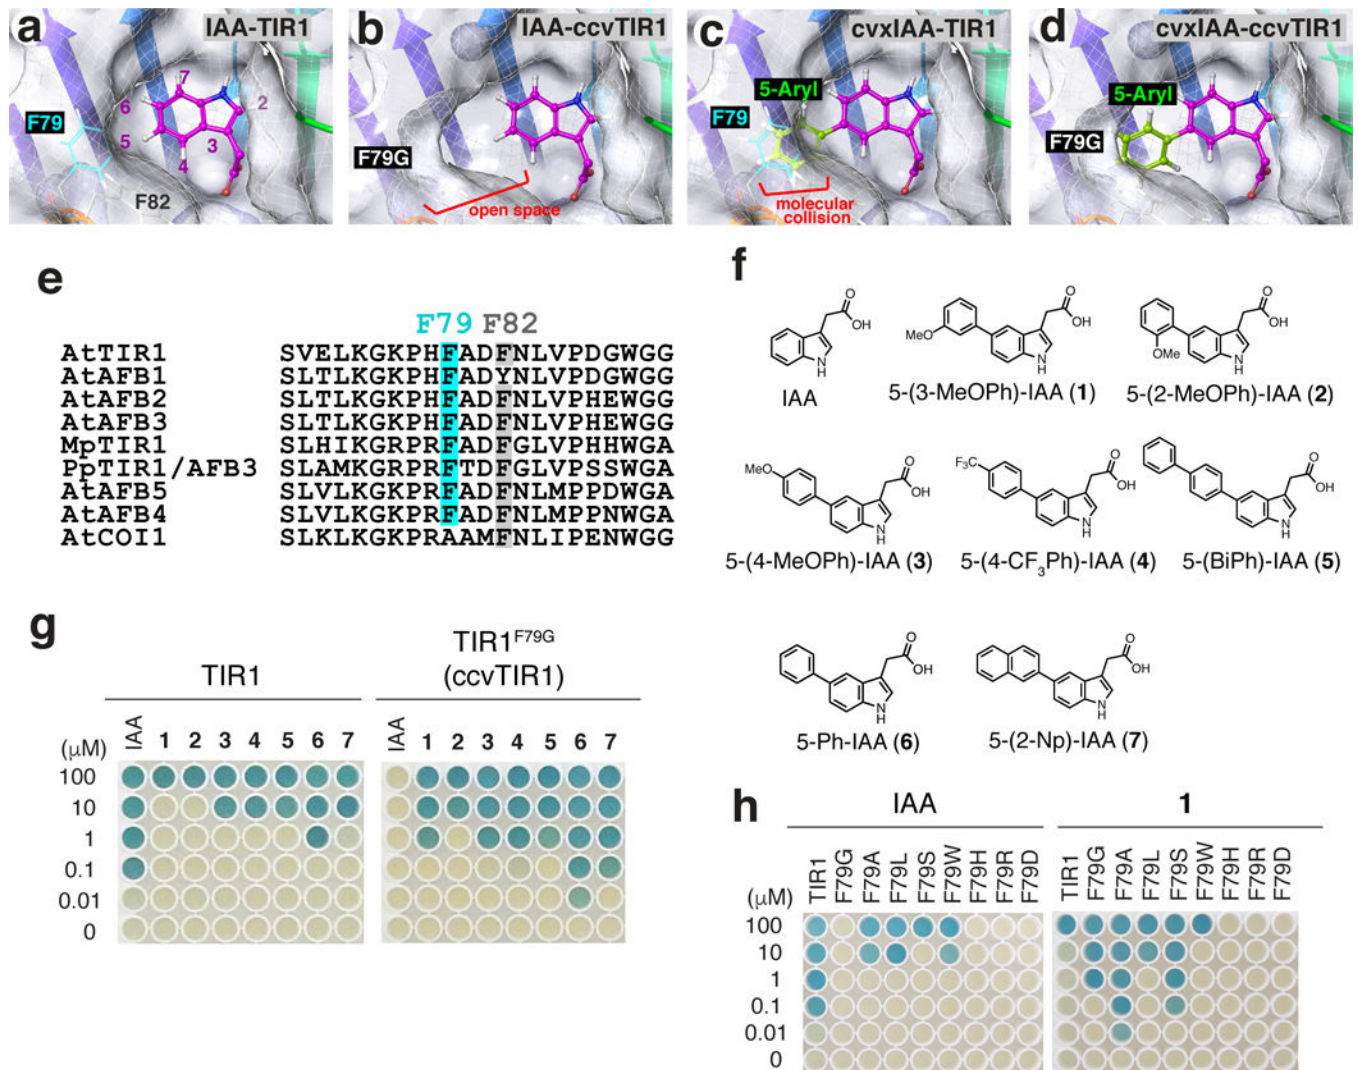 a IAA-TIR1
b IAA-ccvTIR1
c cvxIAA-TIR1
d cvxIAA-ccvTIR1
7
6
2
F79
5
3
4
F82
F79G
open space
5-Aryl
F79
molecular
collision
5-Aryl
F79G
e
F79 F82
AtTIR1 SVELKGKPHFADFNLVPDGWGG
AtAFB1 SLTLKGKPHFADYNLVPDGWGG
AtAFB2 SLTLKGKPHFADFNLVPHEWGG
AtAFB3 SLTLKGKPHFADFNLVPHEWGG
MpTIR1 SLHIKGRPRFADFGLVPHHWGA
PpTIR1/AFB3 SLAMKGRPRFTDFGLVPSSWGA
AtAFB5 SLVLKGKPRFADFNLMPPDWGA
AtAFB4 SLVLKGKPRFADFNLMPPNWGA
AtCOI1 SLKLKGKPRAAMFNLIPENWGG
f
O
OH
N
H
IAA
MeO
O
OH
N
H
5-(3-MeOPh)-IAA (1)
OMe
O
OH
N
H
5-(2-MeOPh)-IAA (2)
MeO
O
OH
N
H
5-(4-MeOPh)-IAA (3)
F3C
O
OH
N
H
5-(4-CF3Ph)-IAA (4)
O
OH
N
H
5-(BiPh)-IAA (5)
O
OH
N
H
5-Ph-IAA (6)
O
OH
N
H
5-(2-Np)-IAA (7)
g
TIR1
TIR1F79G
(ccvTIR1)
(µM) IAA 1 2 3 4 5 6 7 IAA 1 2 3 4 5 6 7
100
10
1
0.1
0.01
0
h
IAA 1
(µM) TIR1 F79G F79A F79L F79S F79W F79H F79R F79D TIR1 F79G F79A F79L F79S F79W F79H F79R F79D
100
10
1
0.1
0.01
0